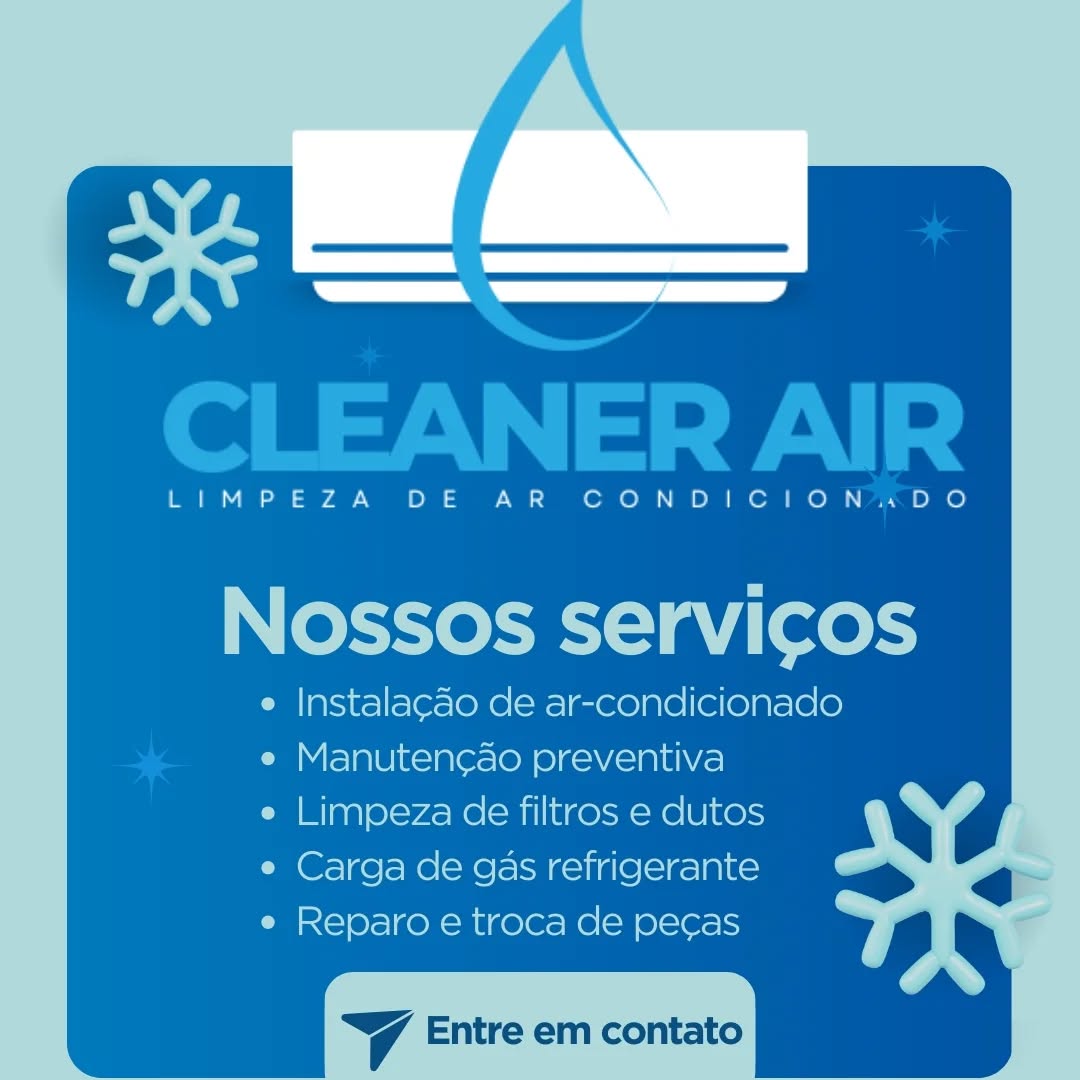 CLEANER AIR
LIMPEZA DE AR CONDICIONADO
Nossos serviços
• Instalação de ar-condicionado
• Manutenção preventiva
• Limpeza de filtros e dutos
• Carga de gás refrigerante
• Reparo e troca de peças
Entre em contato